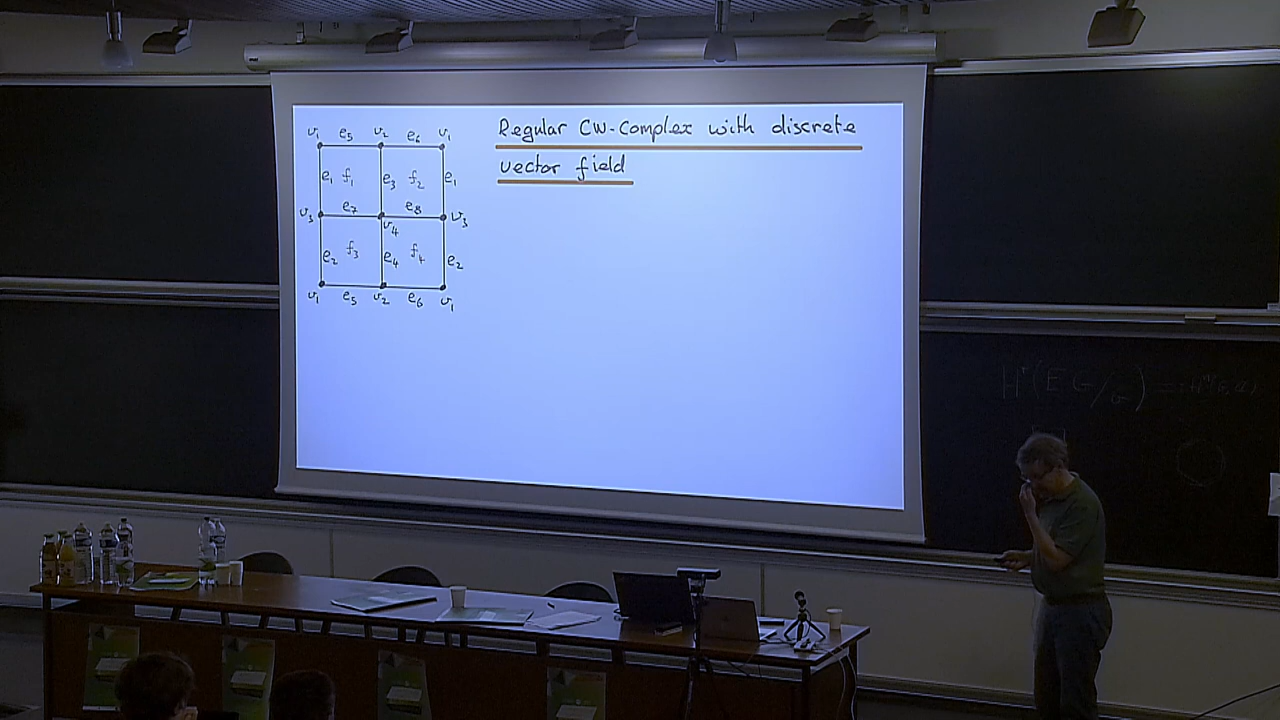 Regular CW-Complex with discrete
vector field
v₁ e₅ v₂ e₆ v₁
e₁ f₁ e₃ f₂ e₁
v₃ e₇ e₈ v₃
v₄
e₂ f₃ e₄ f₄ e₂
v₁ e₅ v₂ e₆ v₁